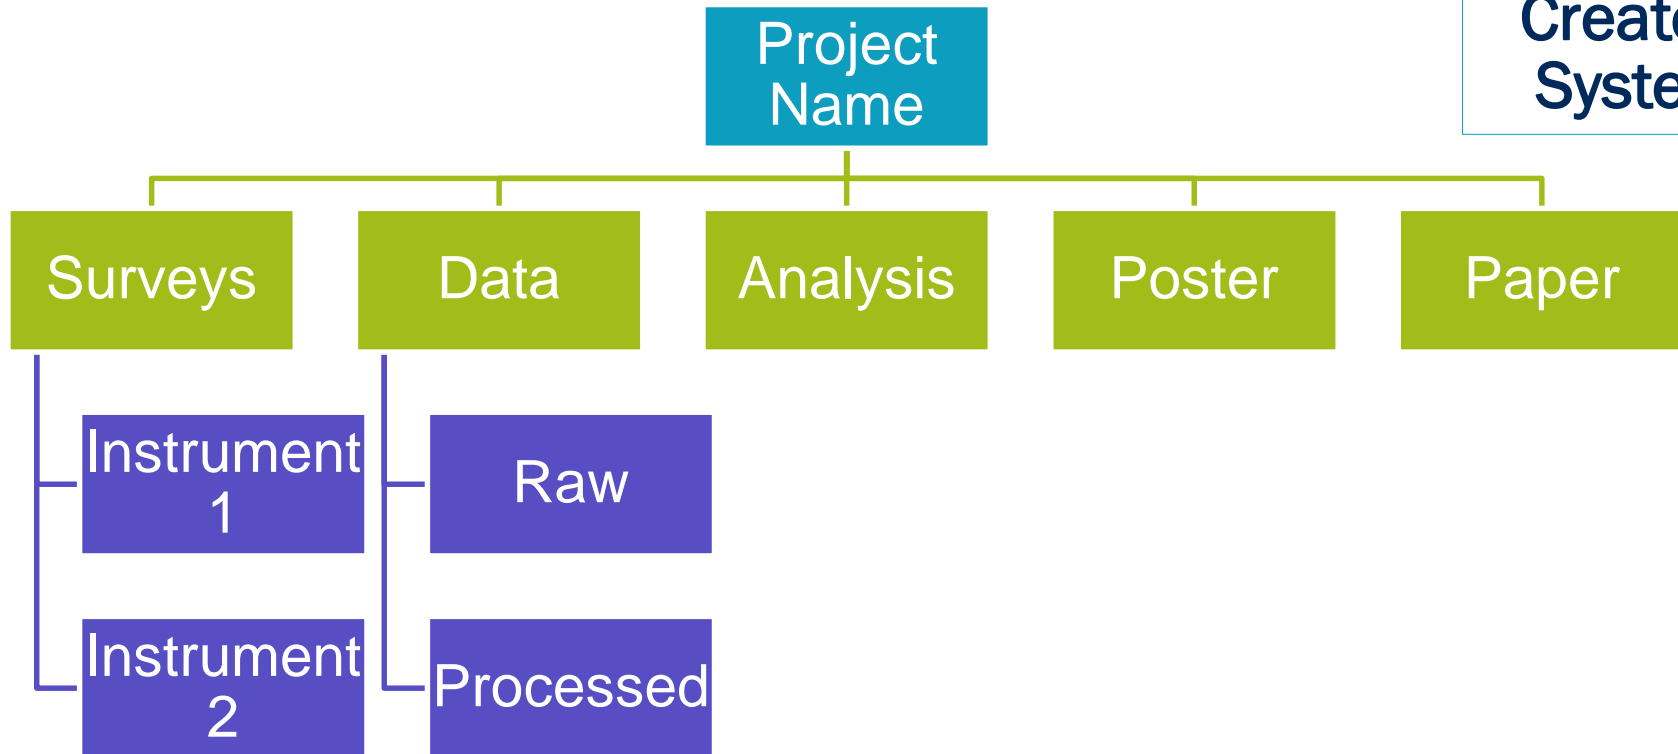 Project
Name
Surveys
Data
Analysis
Poster
Paper
Instrument
1
Raw
Instrument
2
Processed